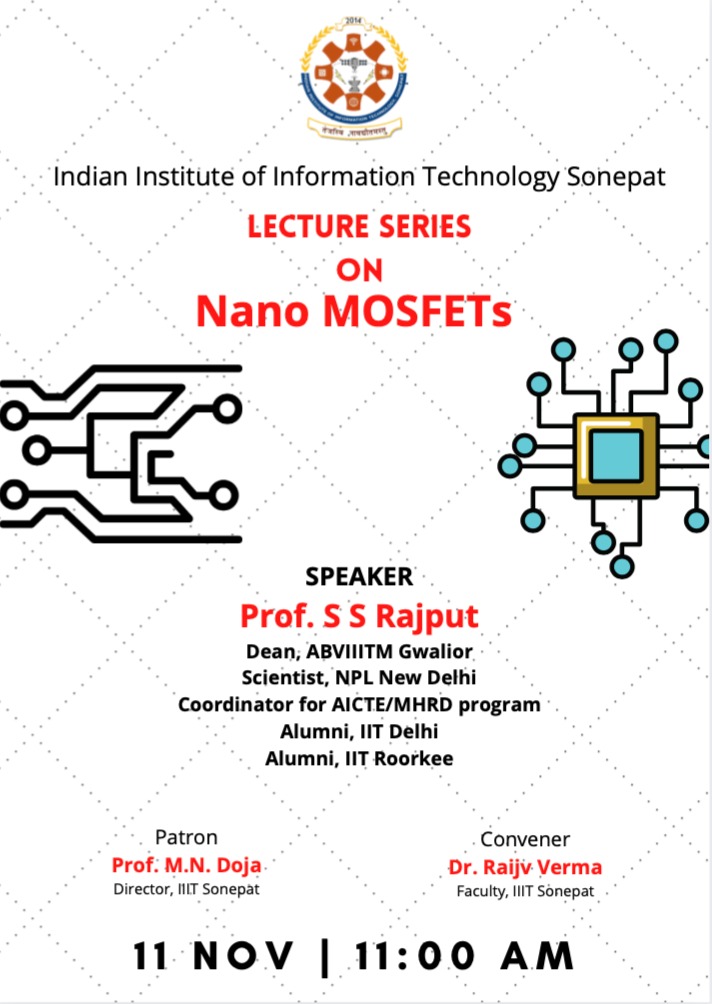 2014
Indian Institute of Information Technology Sonepat
LECTURE SERIES
ON
Nano MOSFETs
SPEAKER
Prof. S S Rajput
Dean, ABVIIITM Gwalior
Scientist, NPL New Delhi
Coordinator for AICTE/MHRD program
Alumni, IIT Delhi
Alumni, IIT Roorkee
Patron
Prof. M.N. Doja
Director, IIIT Sonepat
Convener
Dr. Raijv Verma
Faculty, IIIT Sonepat
11 NOV | 11:00 AM